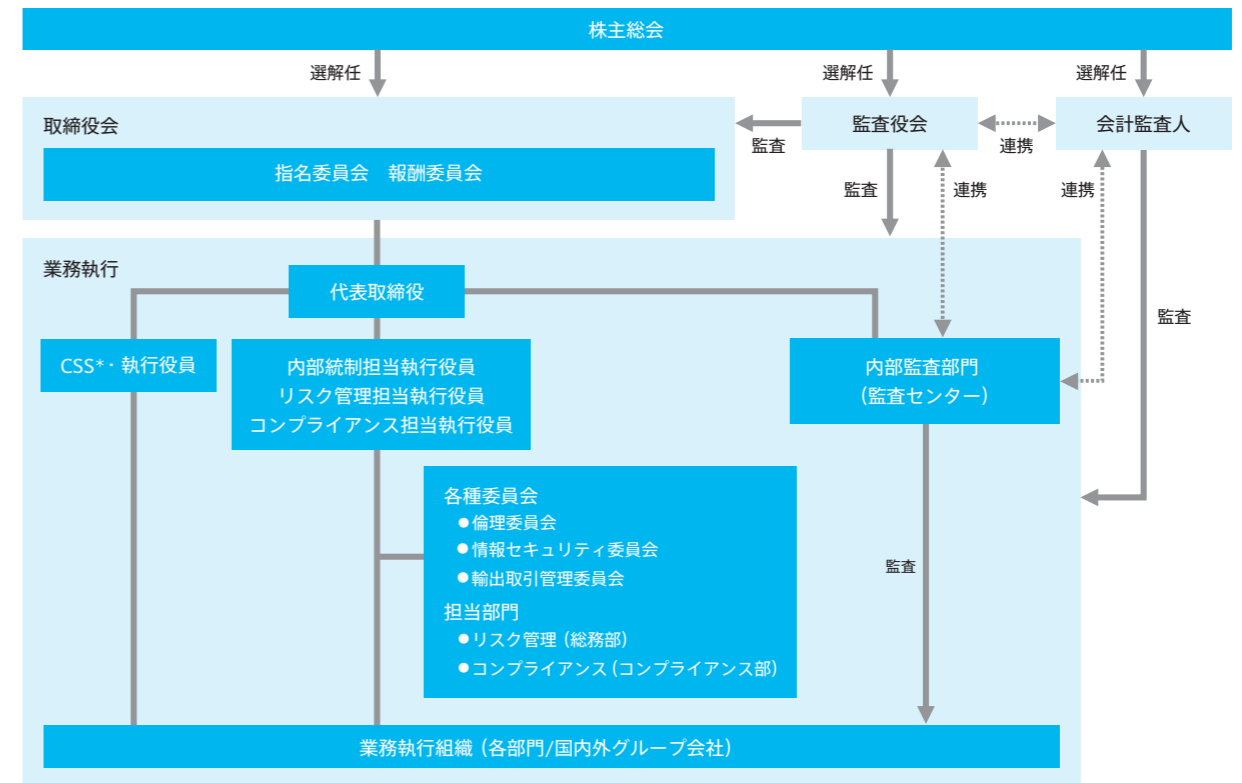 株主総会
選解任
選解任
選解任
取締役会
指名委員会 報酬委員会
監査
監査役会
連携
会計監査人
監査
連携
連携
監査
業務執行
代表取締役
CSS*・執行役員
内部統制担当執行役員
リスク管理担当執行役員
コンプライアンス担当執行役員
内部監査部門
（監査センター）
各種委員会
●倫理委員会
●情報セキュリティ委員会
●輸出取引管理委員会
担当部門
●リスク管理（総務部）
●コンプライアンス（コンプライアンス部）
監査
業務執行組織（各部門/国内外グループ会社）